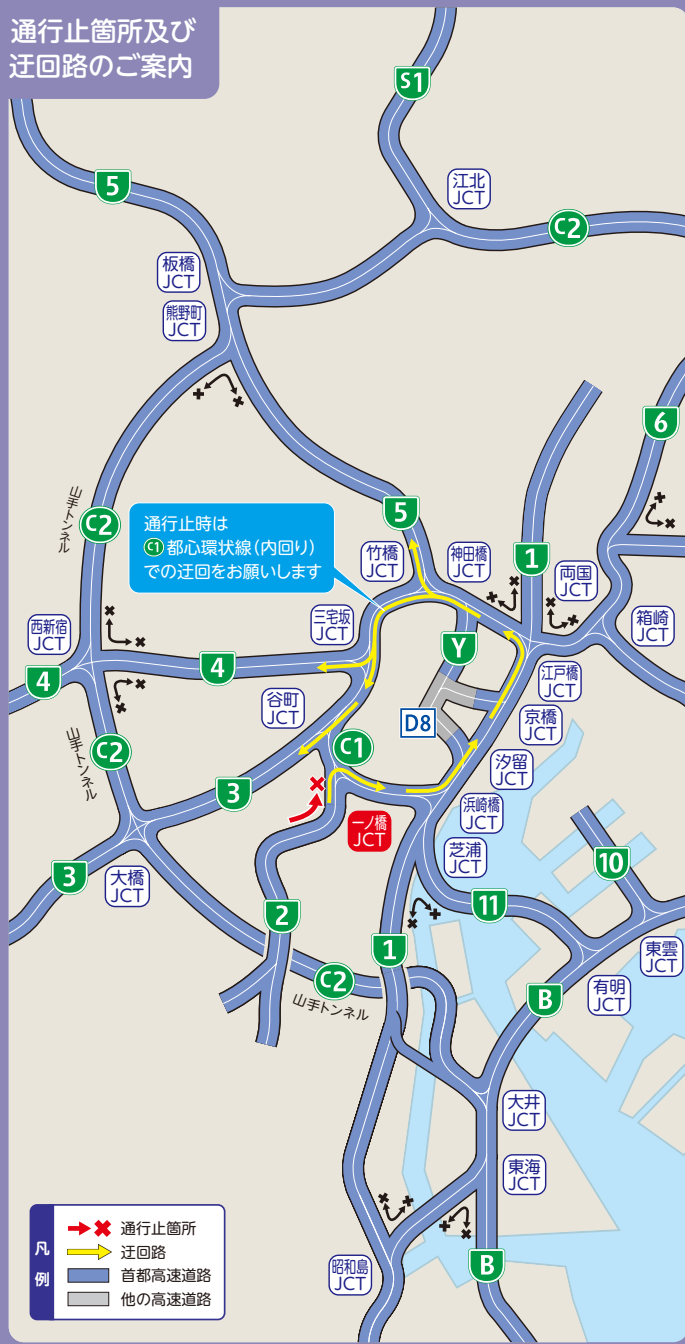 通行止箇所及び
迂回路のご案内
S1
5
江北
JCT
C2
板橋
JCT
熊野町
JCT
6
山手トンネル
C2
通行止時は
C1都心環状線(内回り)
での迂回をお願いします
5
竹橋
JCT
神田橋
JCT
1
両国
JCT
箱崎
JCT
西新宿
JCT
三宅坂
JCT
Y
4
4
江戸橋
JCT
谷町
JCT
D8
京橋
JCT
C1
汐留
JCT
山手トンネル
C2
3
一ノ橋
JCT
浜崎橋
JCT
芝浦
JCT
10
3
大橋
JCT
2
11
1
東雲
JCT
C2
山手トンネル
B
有明
JCT
大井
JCT
東海
JCT
昭和島
JCT
B
凡例
通行止箇所
迂回路
首都高速道路
他の高速道路